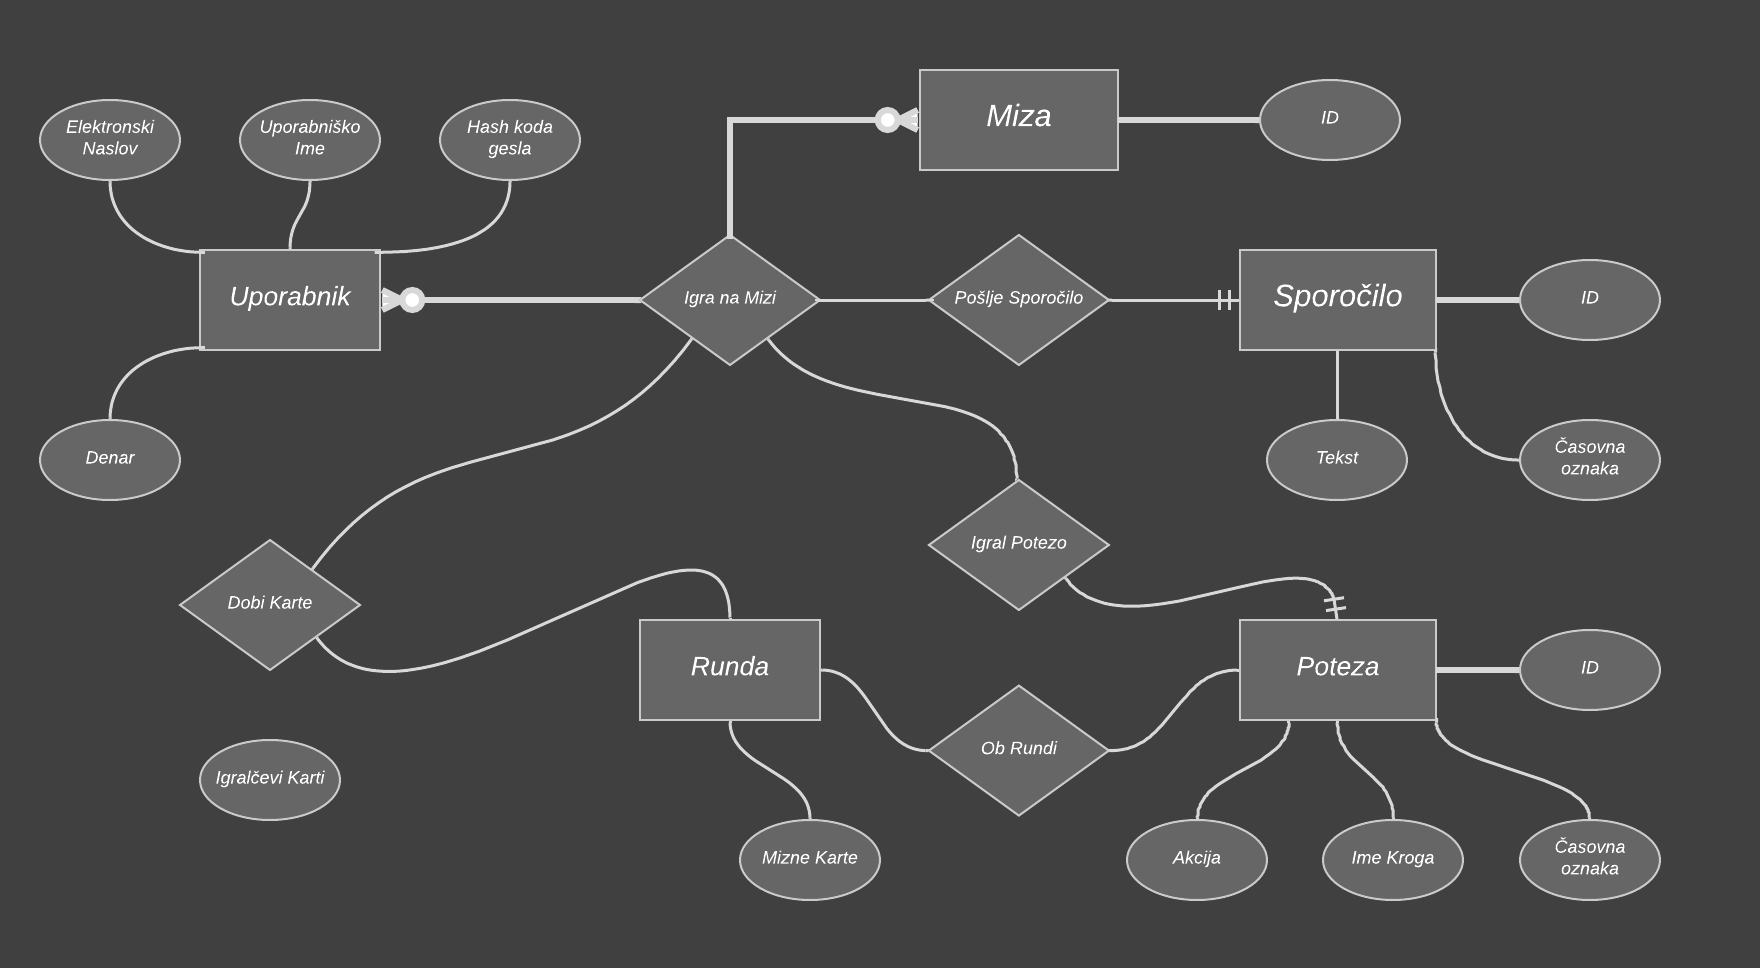 Miza
ID
Elektronski
Naslov
Uporabniško
Ime
Hash koda
gesla
Uporabnik
Igra na Mizi
Pošlje Sporočilo
Sporočilo
ID
Denar
Tekst
Časovna
oznaka
Igral Potezo
Dobi Karte
Runda
Poteza
ID
Ob Rundi
Igralčevi Karti
Mizne Karte
Akcija
Ime Kroga
Časovna
oznaka